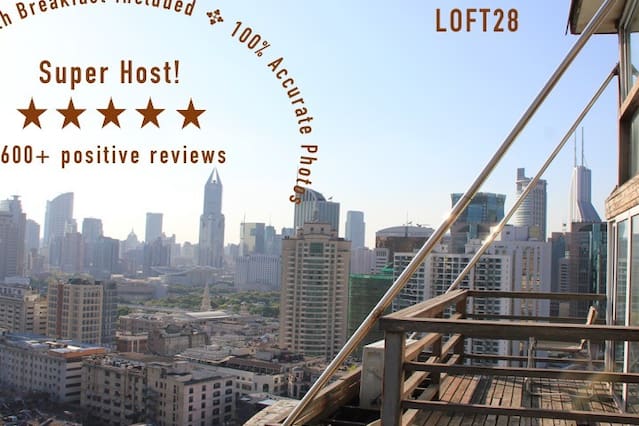 Breakfast Included 100% Accurate Photos
LOFT28
Super Host!
600+ positive reviews